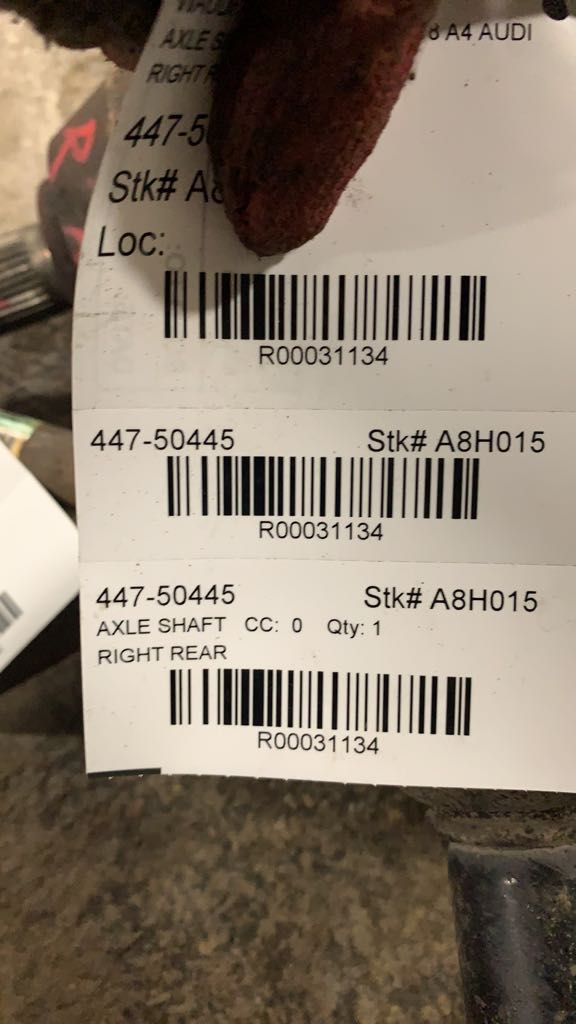 8 A4 AUDI
AXLE S
RIGHT
447-5
Stk# A8
Loc:
R00031134
447-50445 Stk# A8H015
R00031134
447-50445 Stk# A8H015
AXLE SHAFT CC: 0 Qty: 1
RIGHT REAR
R00031134
R